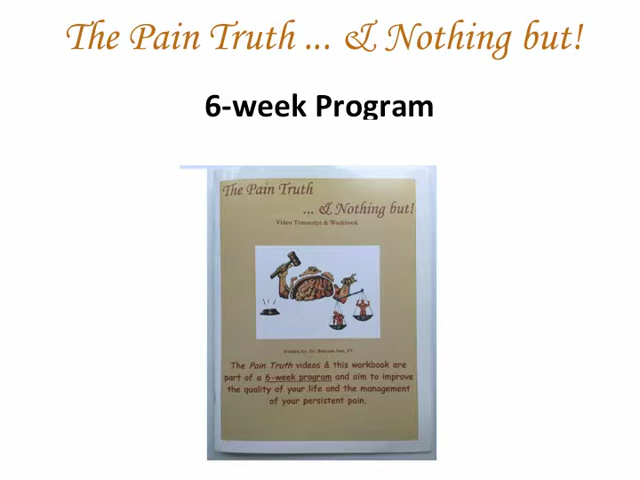 The Pain Truth ... & Nothing but!
6-week Program
The Pain Truth
... & Nothing but!
Video Transcript & Workbook
Written by: Dr.
The Pain Truth videos & this workbook are
part of a 6-week program and aim to improve
the quality of your life and the management
of your persistent pain.